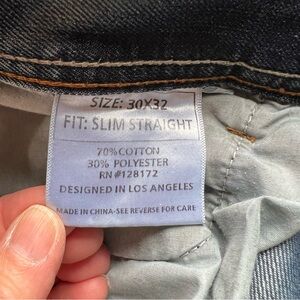 SIZE: 30X32
FIT: SLIM STRAIGHT
70%COTTON
30% POLYESTER
RN#128172
DESIGNED IN LOS ANGELES
MADE IN CHINA-SEE REVERSE FOR CARE